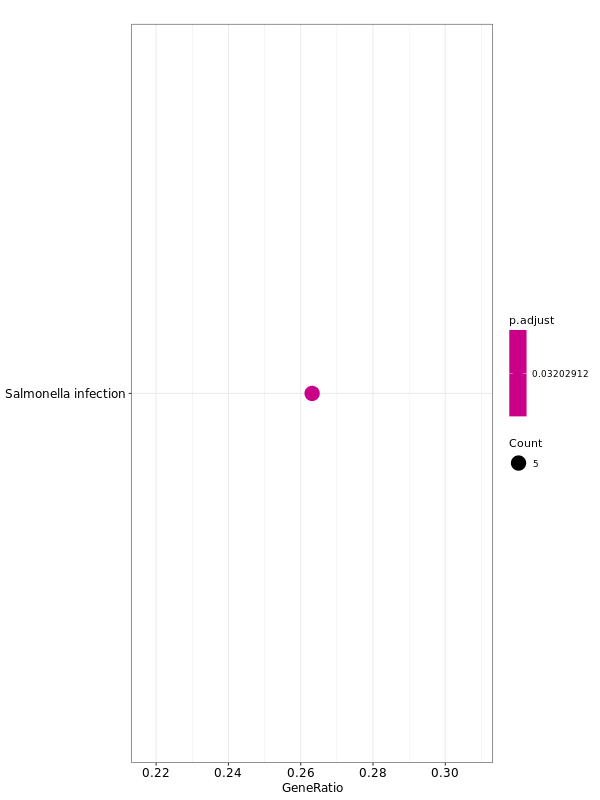 Salmonella infection
0.22 0.24 0.26 0.28 0.30
GeneRatio
p.adjust
0.03202912
Count
5